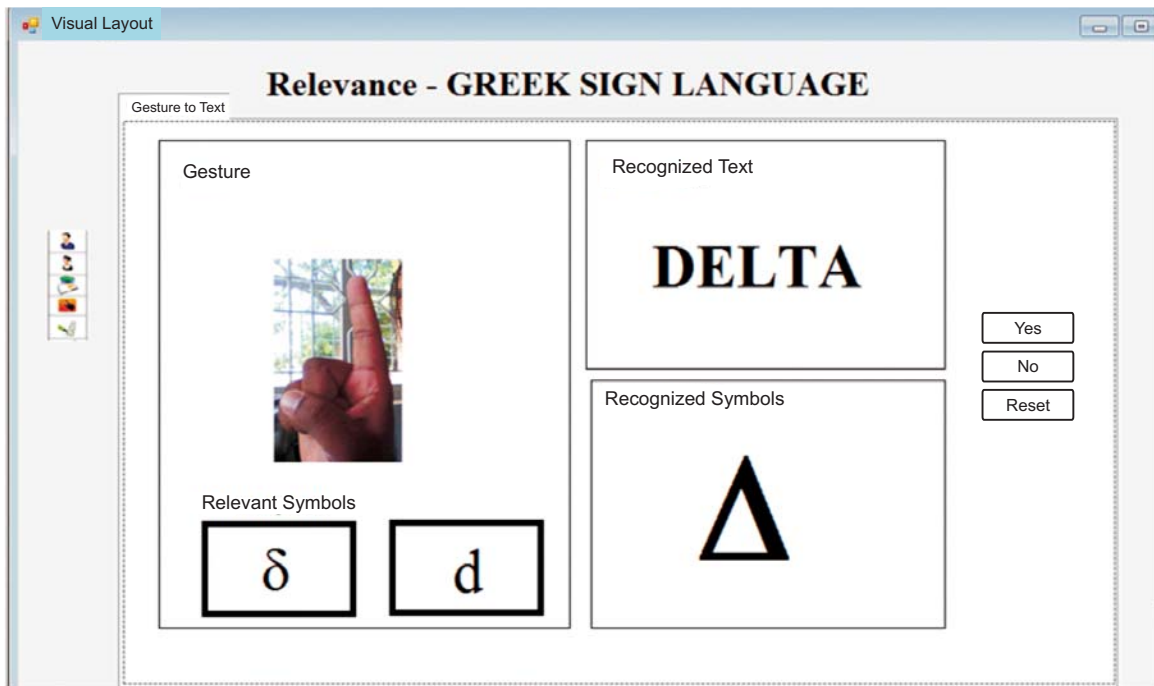 Visual Layout
Relevance - GREEK SIGN LANGUAGE
Gesture to Text
Gesture
Recognized Text
DELTA
Yes
No
Reset
Recognized Symbols
Δ
Relevant Symbols
δ
d